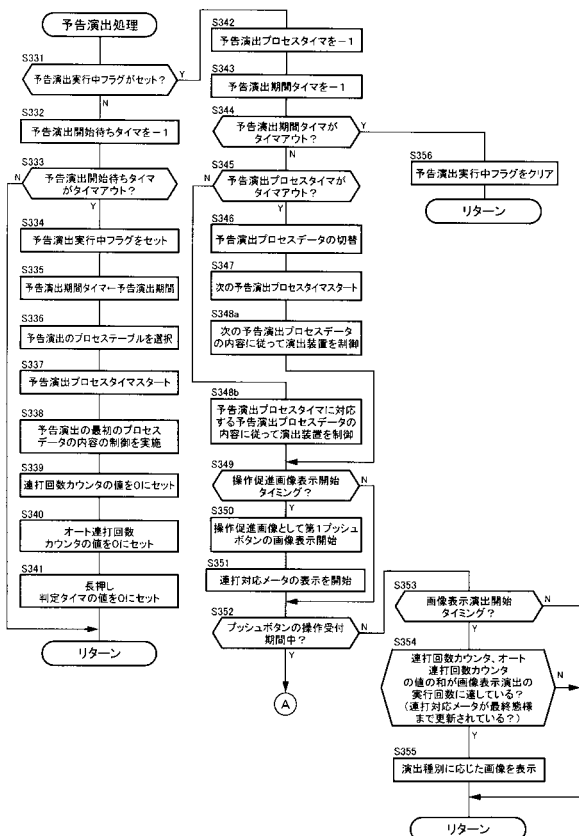 予告演出処理
S331
予告演出実行中フラグがセット?
Y
N
S332
予告演出開始待ちタイマを-1
S333
予告演出開始待ちタイマ
がタイムアウト?
N
Y
S334
予告演出実行中フラグをセット
S335
予告演出期間タイマ←予告演出期間
S336
予告演出のプロセステーブルを選択
S337
予告演出プロセスタイマスタート
S338
予告演出の最初のプロセス
データの内容の制御を実施
S339
連打回数カウンタの値を0にセット
S340
オート連打回数
カウンタの値を0にセット
S341
長押し
判定タイマの値を0にセット
リターン
S342
予告演出プロセスタイマを-1
S343
予告演出期間タイマを-1
S344
予告演出期間タイマが
タイムアウト?
Y
N
S345
予告演出プロセスタイマが
タイムアウト?
N
Y
S346
予告演出プロセスデータの切替
S347
次の予告演出プロセスタイマスタート
S348a
次の予告演出プロセスデータ
の内容に従って演出装置を制御
S348b
予告演出プロセスタイマに対応
する予告演出プロセスデータの
内容に従って演出装置を制御
S349
操作促進画像表示開始
タイミング?
N
Y
S350
操作促進画像として第1プッシュ
ボタンの画像表示開始
S351
連打対応メータの表示を開始
S352
プッシュボタンの操作受付
期間中?
N
Y
A
S356
予告演出実行中フラグをクリア
リターン
S353
画像表示演出開始
タイミング?
N
Y
S354
連打回数カウンタ、オート
連打回数カウンタ
の値の和が画像表示演出の
実行回数に達している?
(連打対応メータが最終態様
まで更新されている?)
N
Y
S355
演出種別に応じた画像を表示
リターン